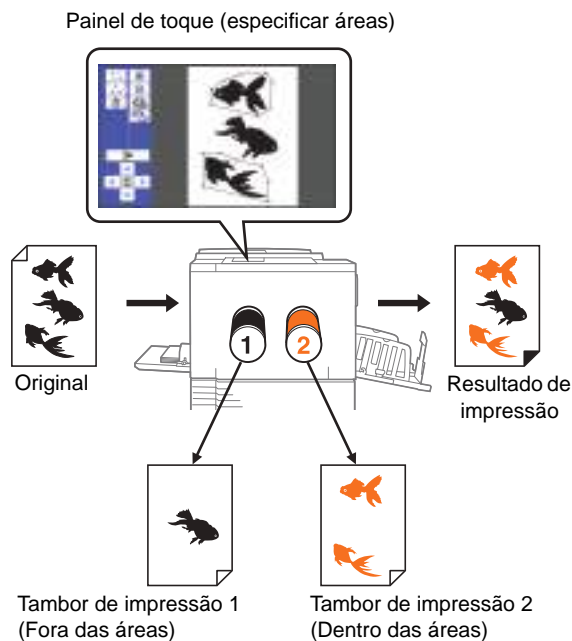 Painel de toque (especificar áreas)
Original
1
2
Resultado de
impressão
Tambor de impressão 1
(Fora das áreas)
Tambor de impressão 2
(Dentro das áreas)